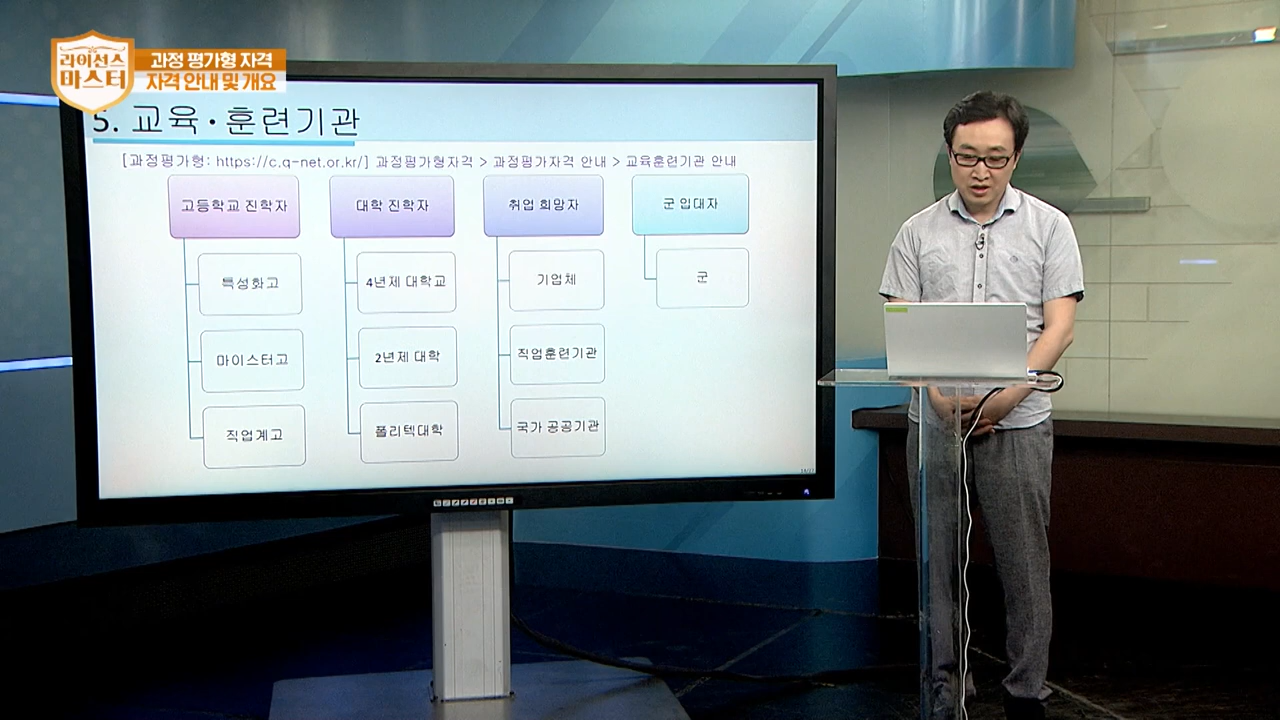 라이선스
마스터
과정 평가형 자격
자격 안내 및 개요
5. 교육·훈련기관
[과정평가형: https://c.q-net.or.kr/] 과정평가형자격 > 과정평가자격 안내 > 교육훈련기관 안내
고등학교 진학자
대학 진학자
취업 희망자
군 입대자
특성화고
4년제 대학교
기업체
군
마이스터고
2년제 대학
직업훈련기관
직업계고
폴리텍대학
국가 공공기관